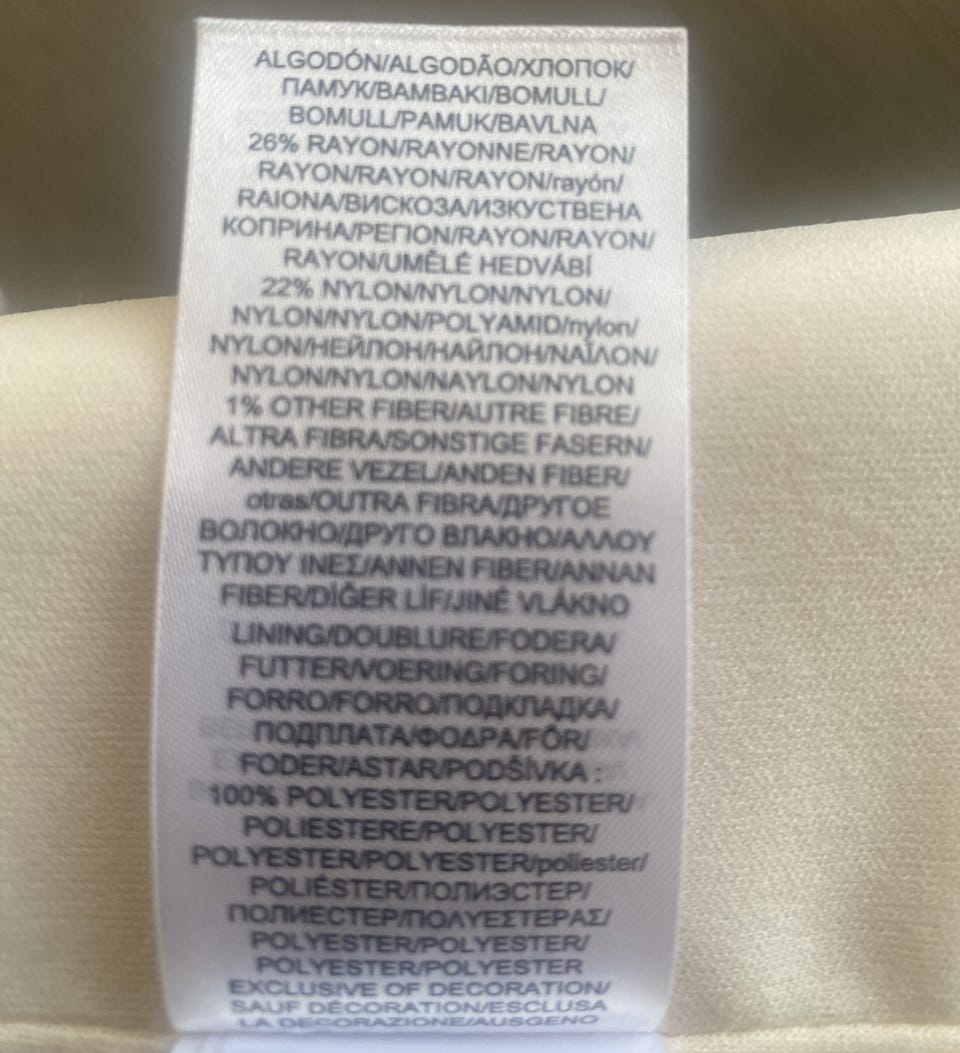 ALGODÓN/ALGODÃO/ХЛОПОК/
ПАМУК/ΒΑΜΒΑΚΙ/BOMULL/
BOMULL/PAMUK/BAVLNA
26% RAYON/RAYONNE/RAYON/
RAYON/RAYON/RAYON/rayón/
RAIONA/ВИСКОЗА/ИЗКУСТВЕНА
КОПРИНА/ΡΕΓΙΟΝ/RAYON/RAYON/
RAYON/UMĚLÉ HEDVÁBÍ
22% NYLON/NYLON/NYLON/
NYLON/NYLON/POLYAMID/nylon/
NYLON/НЕЙЛОН/НАЙЛОН/ΝΑΪΛΟΝ/
NYLON/NYLON/NAYLON/NYLON
1% OTHER FIBER/AUTRE FIBRE/
ALTRA FIBRA/SONSTIGE FASERN/
ANDERE VEZEL/ANDEN FIBER/
otras/OUTRA FIBRA/ДРУГОЕ
ВОЛОКНО/ДРУГО ВЛАКНО/ΑΛΛΟΥ
ΤΥΠΟΥ ΙΝΕΣ/ANNEN FIBER/ANNAN
FIBER/DİĞER LİF/JINÉ VLÁKNO
LINING/DOUBLURE/FODERA/
FUTTER/VOERING/FORING/
FORRO/FORRO/ПОДКЛАДКА/
ПОДПЛАТА/ΦΟΔΡΑ/FÔR/
FODER/ASTAR/PODŠÍVKA :
100% POLYESTER/POLYESTER/
POLIESTERE/POLYESTER/
POLYESTER/POLYESTER/poliester/
POLIÉSTER/ПОЛИЭСТЕР/
ПОЛИЕСТЕР/ΠΟΛΥΕΣΤΕΡΑΣ/
POLYESTER/POLYESTER/
POLYESTER/POLYESTER
EXCLUSIVE OF DECORATION/
SAUF DÉCORATION/ESCLUSA
LA DECORAZIONE/AUSGENO